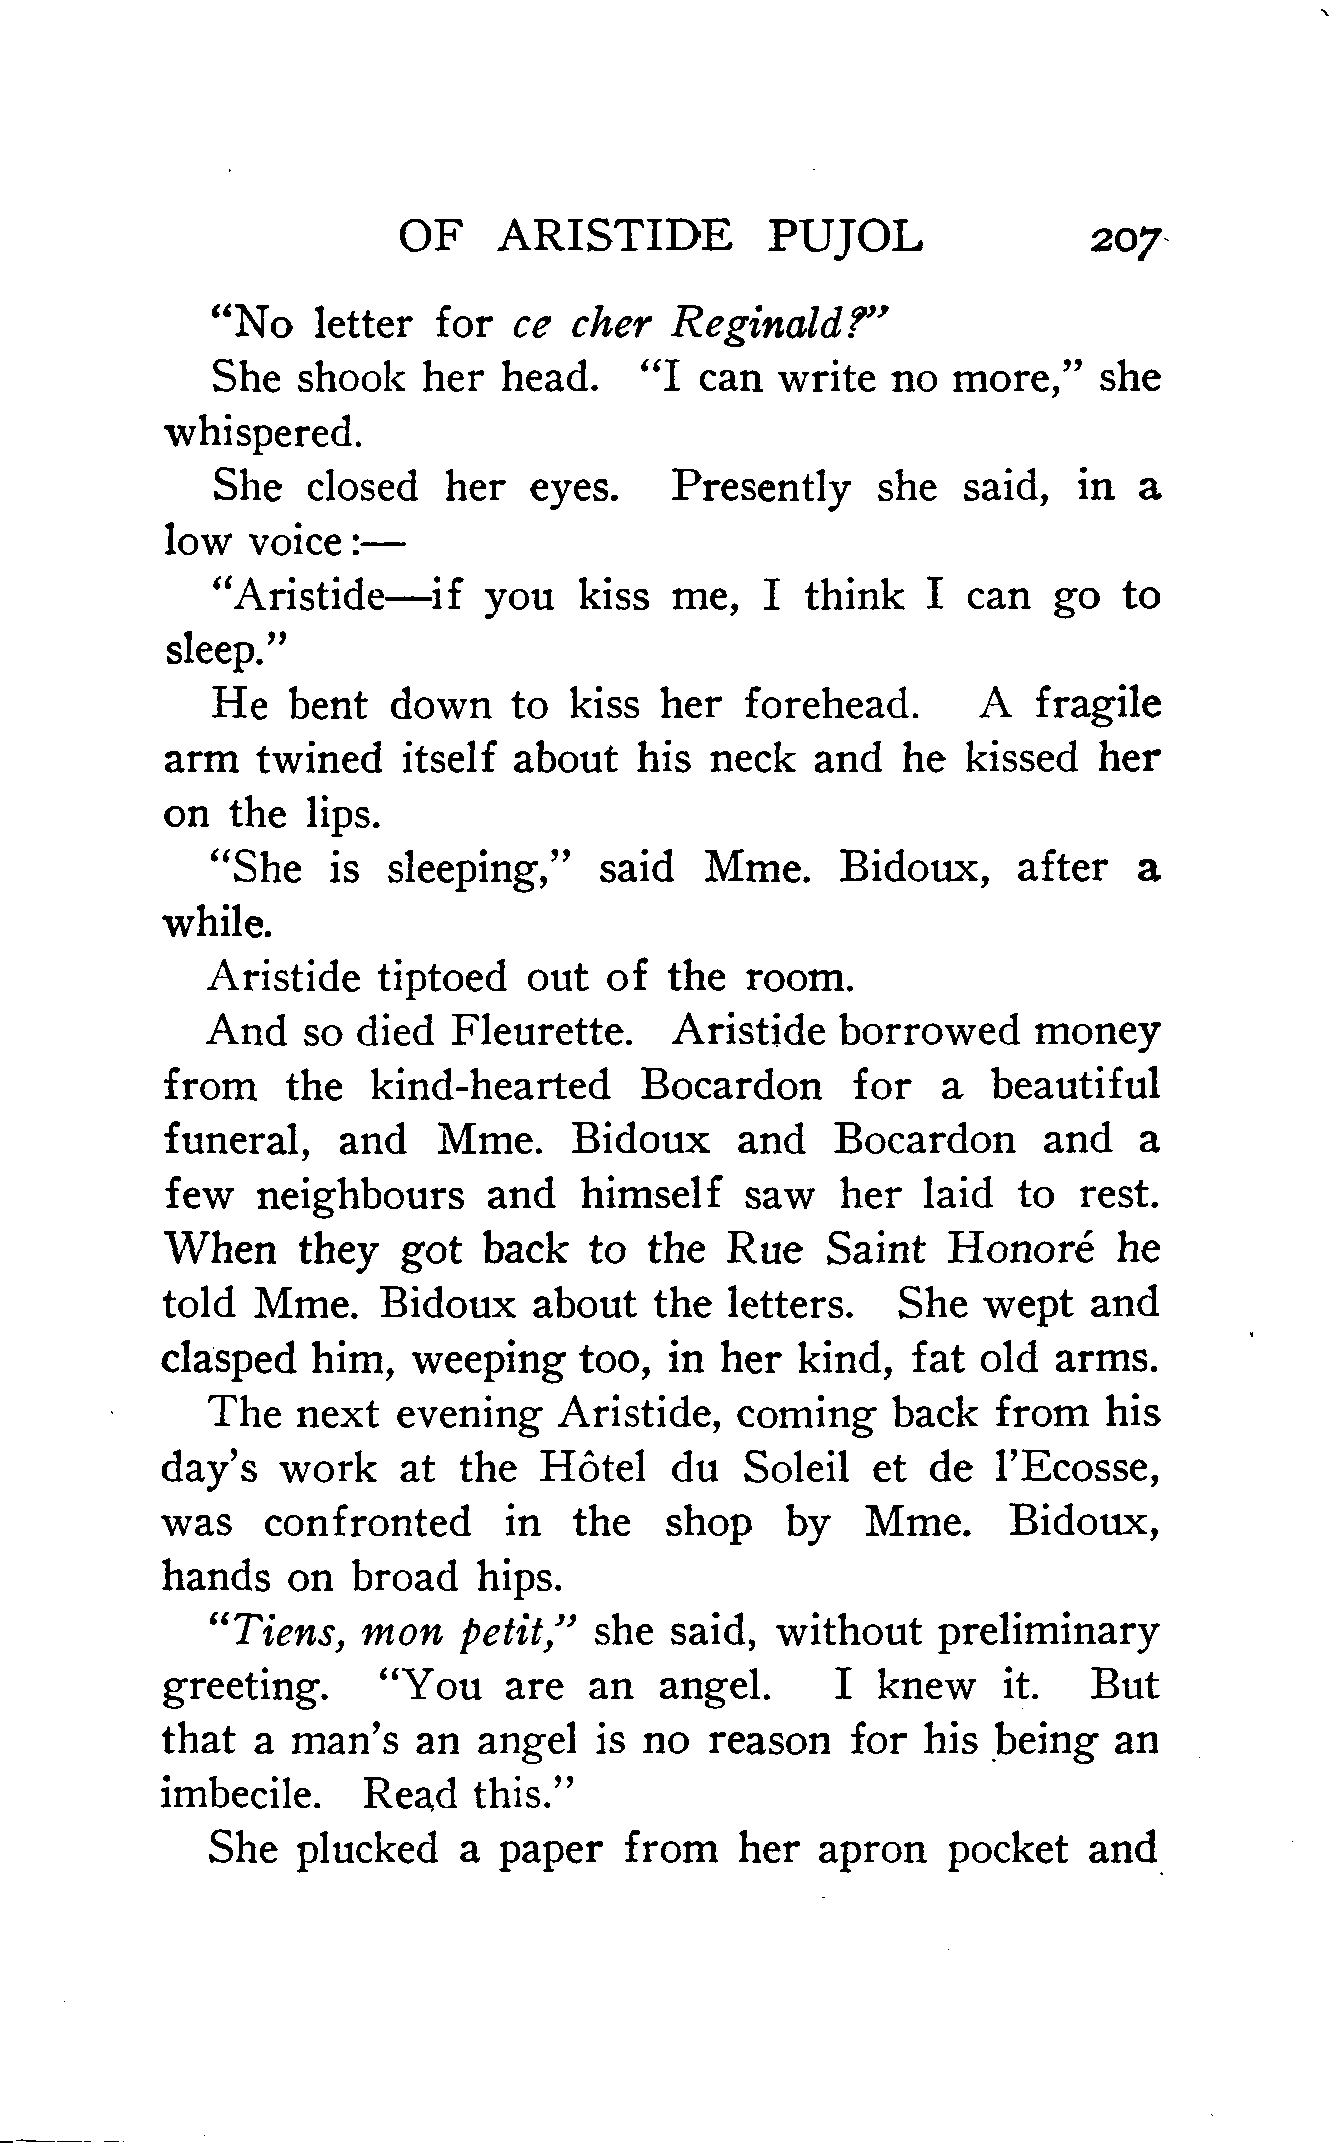 OF ARISTIDE PUJOL 207
“No letter for ce cher Reginald?”
She shook her head. “I can write no more,” she
whispered.
She closed her eyes. Presently she said, in a
low voice:—
“Aristide—if you kiss me, I think I can go to
sleep.”
He bent down to kiss her forehead. A fragile
arm twined itself about his neck and he kissed her
on the lips.
“She is sleeping,” said Mme. Bidoux, after a
while.
Aristide tiptoed out of the room.
And so died Fleurette. Aristide borrowed money
from the kind-hearted Bocardon for a beautiful
funeral, and Mme. Bidoux and Bocardon and a
few neighbours and himself saw her laid to rest.
When they got back to the Rue Saint Honoré he
told Mme. Bidoux about the letters. She wept and
clasped him, weeping too, in her kind, fat old arms.
The next evening Aristide, coming back from his
day’s work at the Hôtel du Soleil et de l’Ecosse,
was confronted in the shop by Mme. Bidoux,
hands on broad hips.
“Tiens, mon petit,” she said, without preliminary
greeting. “You are an angel. I knew it. But
that a man’s an angel is no reason for his being an
imbecile. Read this.”
She plucked a paper from her apron pocket and